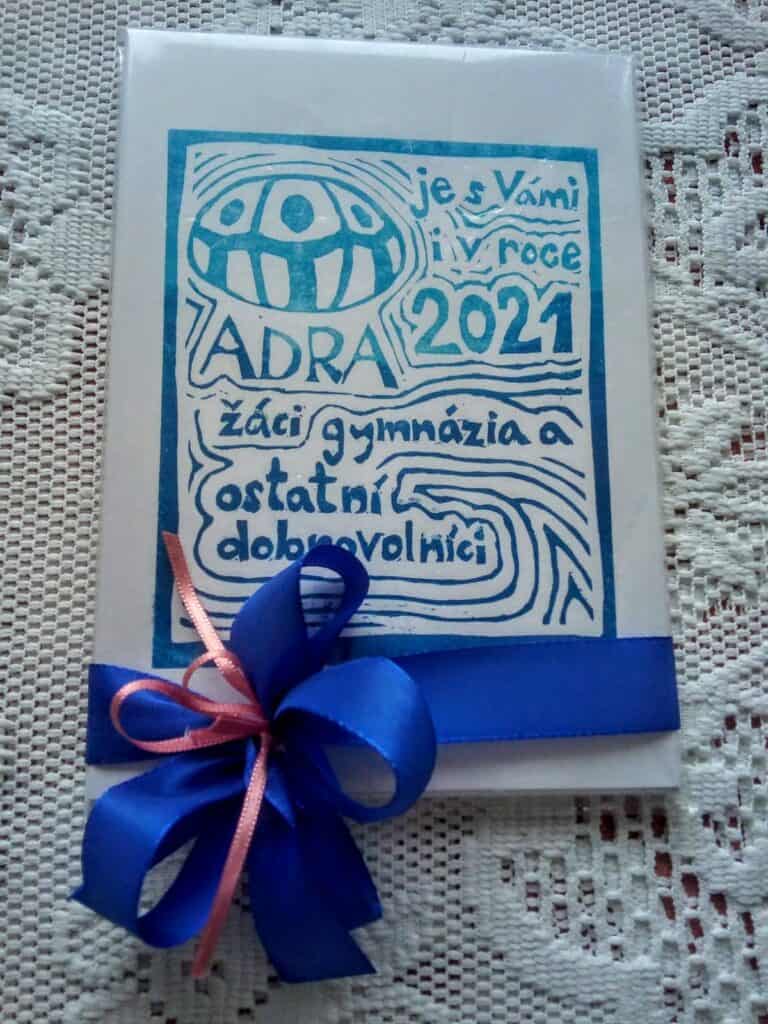 ADRA
je s Vámi
i v roce
2021
žáci gymnázia a
ostatní
dobrovolníci